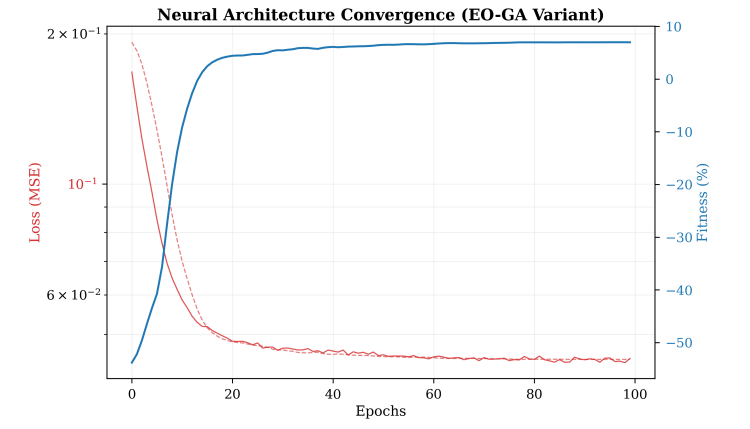 Neural Architecture Convergence (EO-GA Variant)
2 × 10⁻¹
10⁻¹
6 × 10⁻²
Loss (MSE)
10
0
−10
−20
−30
−40
−50
Fitness (%)
0 20 40 60 80 100
Epochs